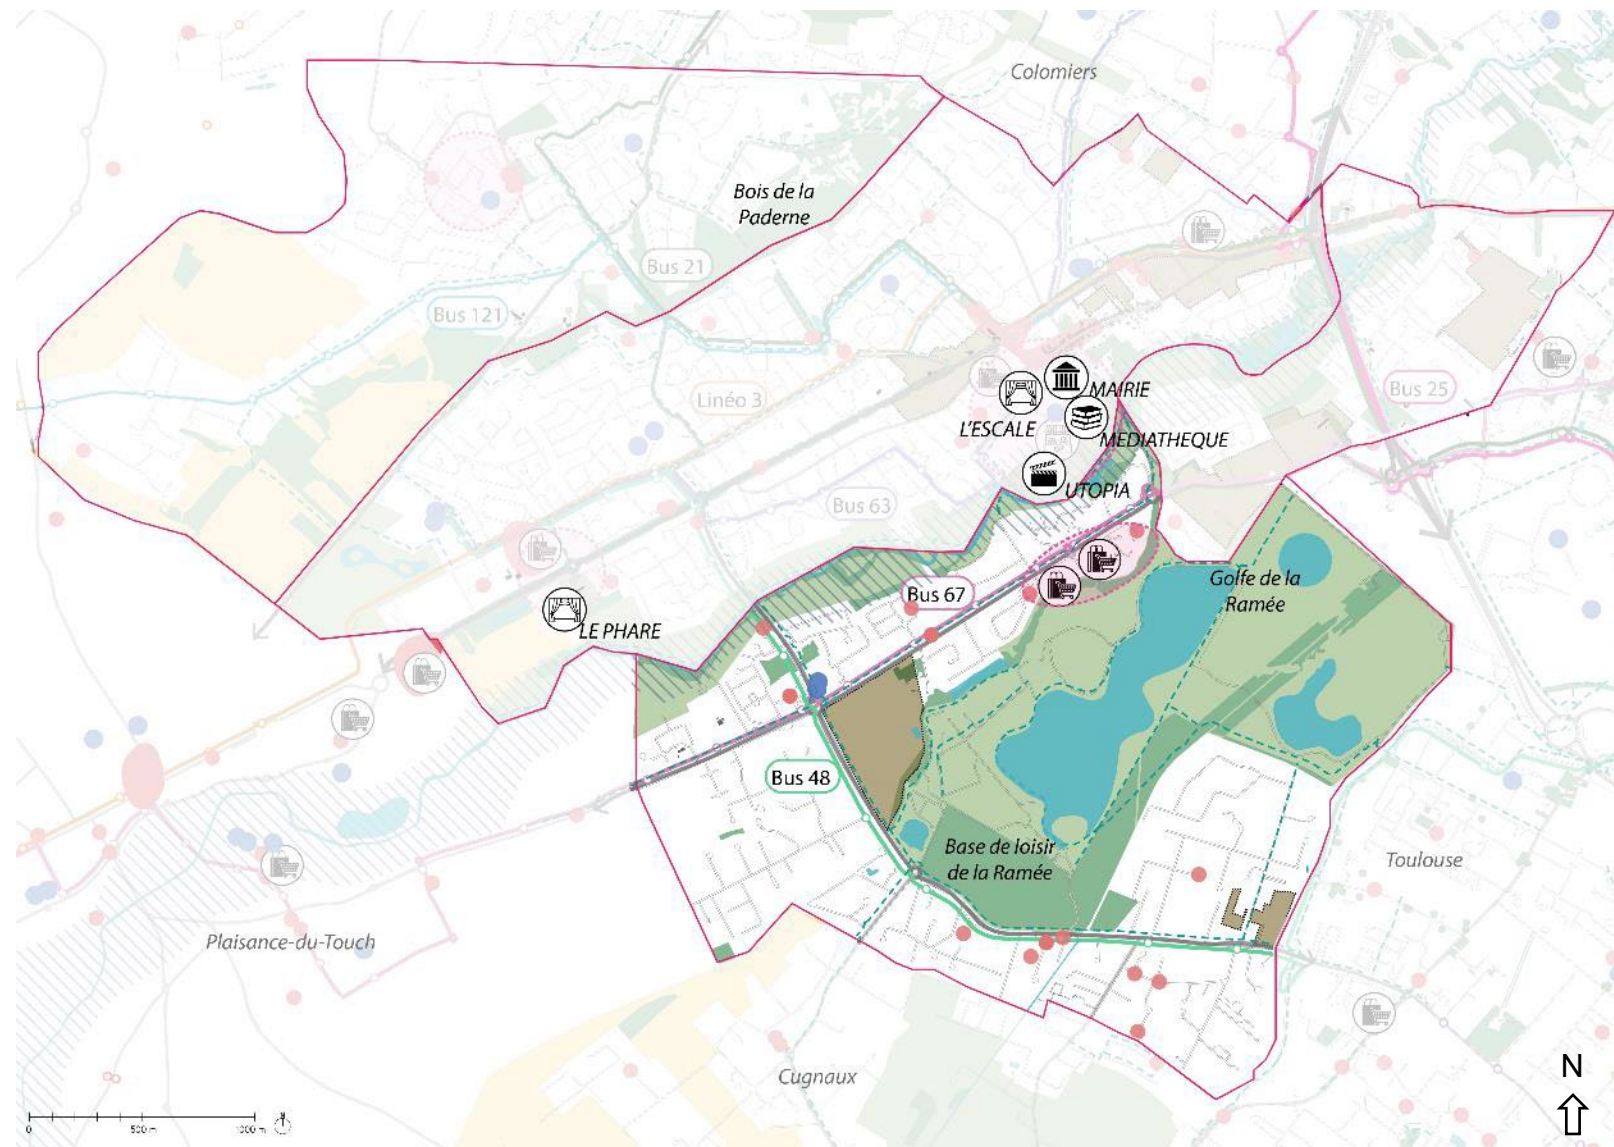 Colomiers
Bois de la
Paderne
Bus 21
Bus 121
Linéo 3
Bus 25
MAIRIE
L'ESCALE
MEDIATHEQUE
UTOPIA
Bus 63
Golfe de la
Ramée
Bus 67
LE PHARE
Bus 48
Base de loisir
de la Ramée
Toulouse
Plaisance-du-Touch
Cugnaux
N
0
500 m
1000 m